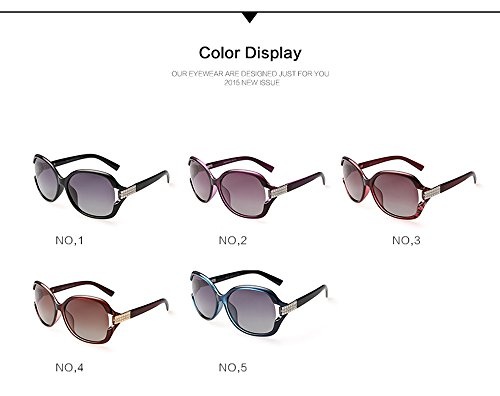 Color Display
OUR EYEWEAR ARE DESIGNED JUST FOR YOU
2015 NEW ISSUE
NO,1
NO,2
NO,3
NO,4
NO,5